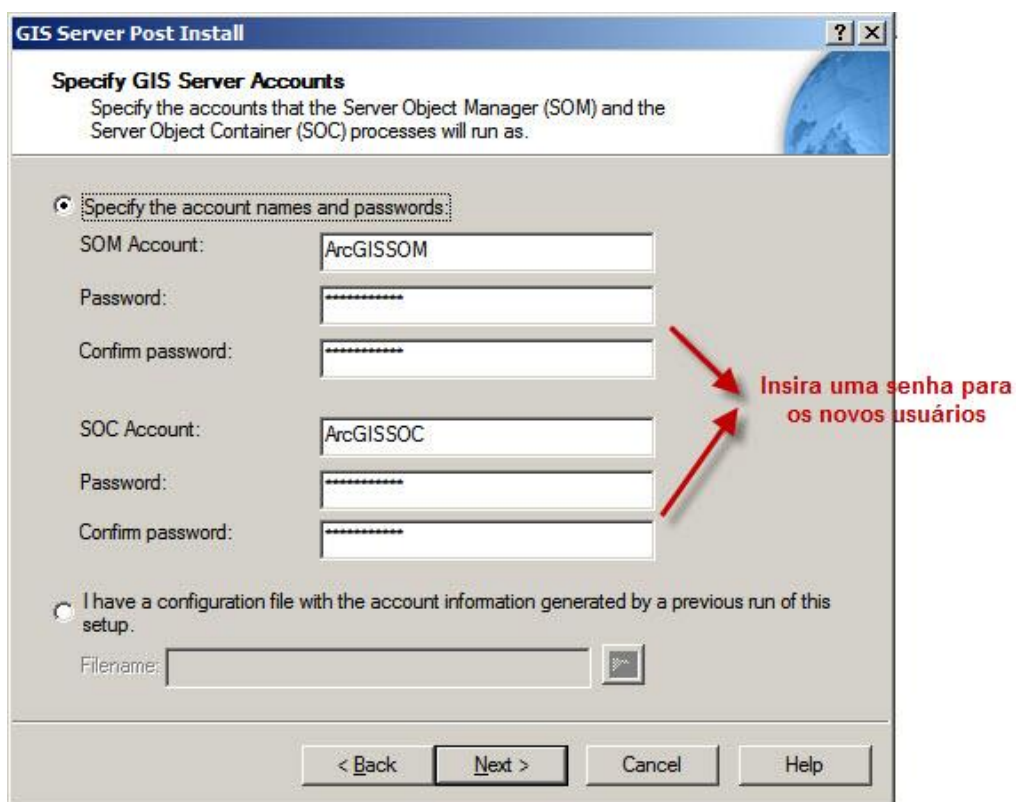 GIS Server Post Install
Specify GIS Server Accounts
Specify the accounts that the Server Object Manager (SOM) and the
Server Object Container (SOC) processes will run as.
Specify the account names and passwords:
SOM Account:
ArcGISSOM
Password:
***********
Confirm password:
***********
Insira uma senha para
os novos usuários
SOC Account:
ArcGISSOC
Password:
***********
Confirm password:
***********
I have a configuration file with the account information generated by a previous run of this
setup.
Filename:
< Back
Next >
Cancel
Help